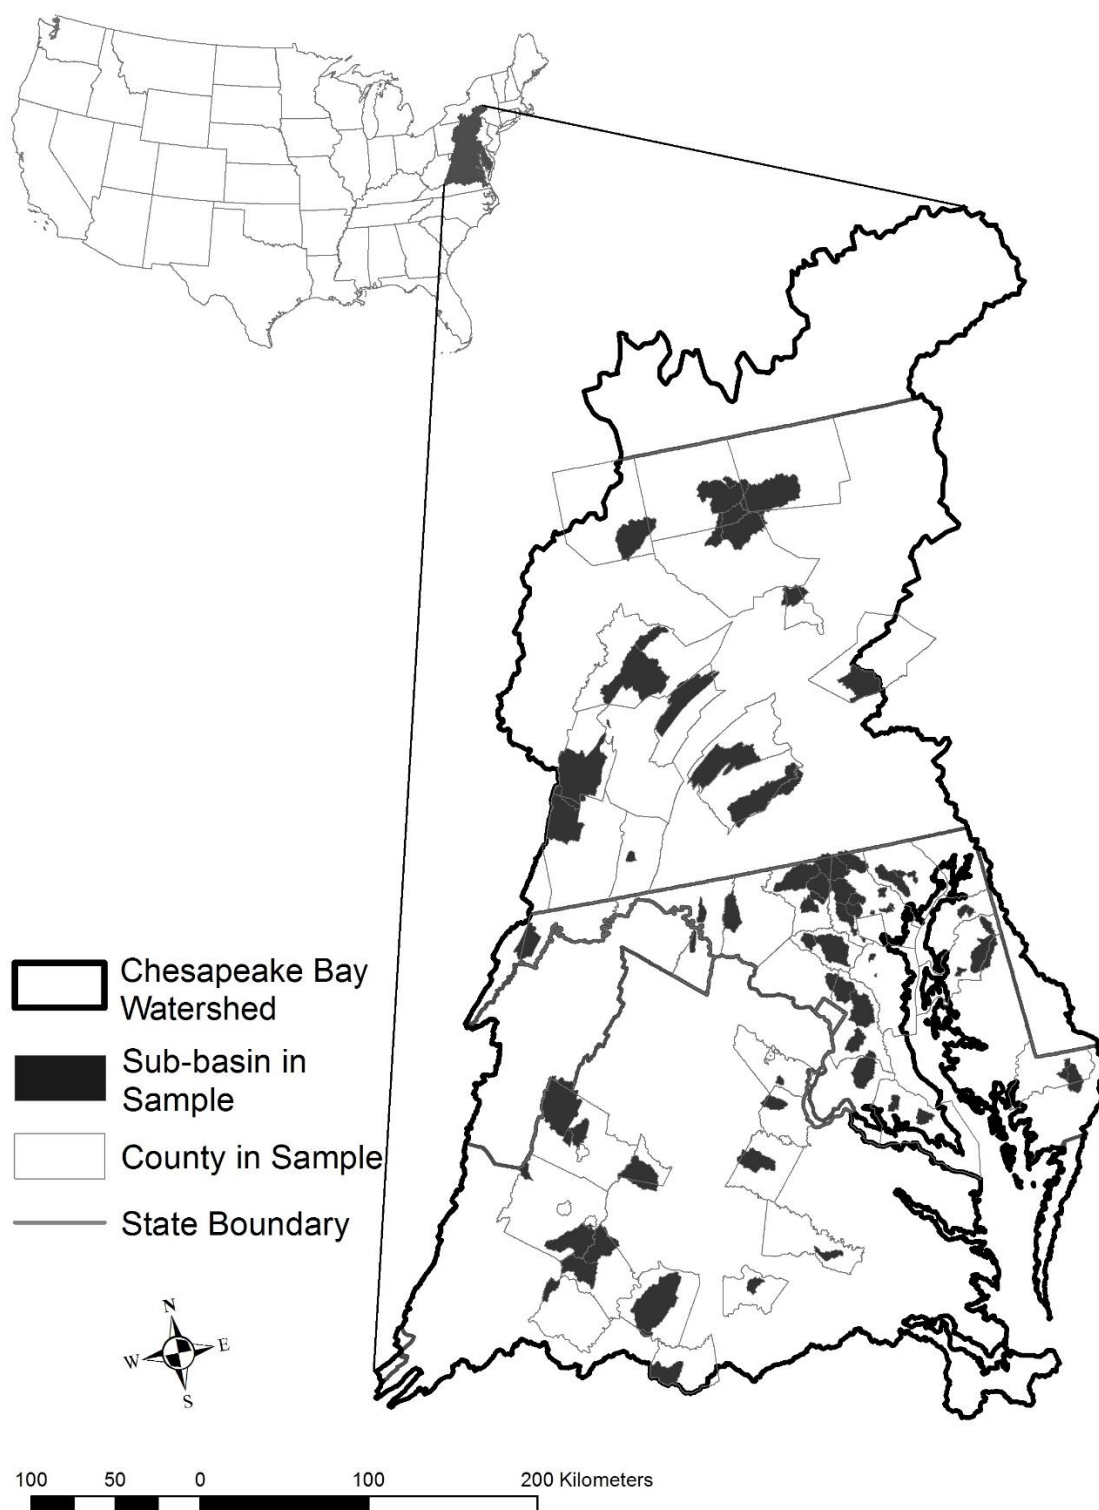 Chesapeake Bay
Watershed
Sub-basin in
Sample
County in Sample
State Boundary
N
W E
S
100 50 0 100 200 Kilometers